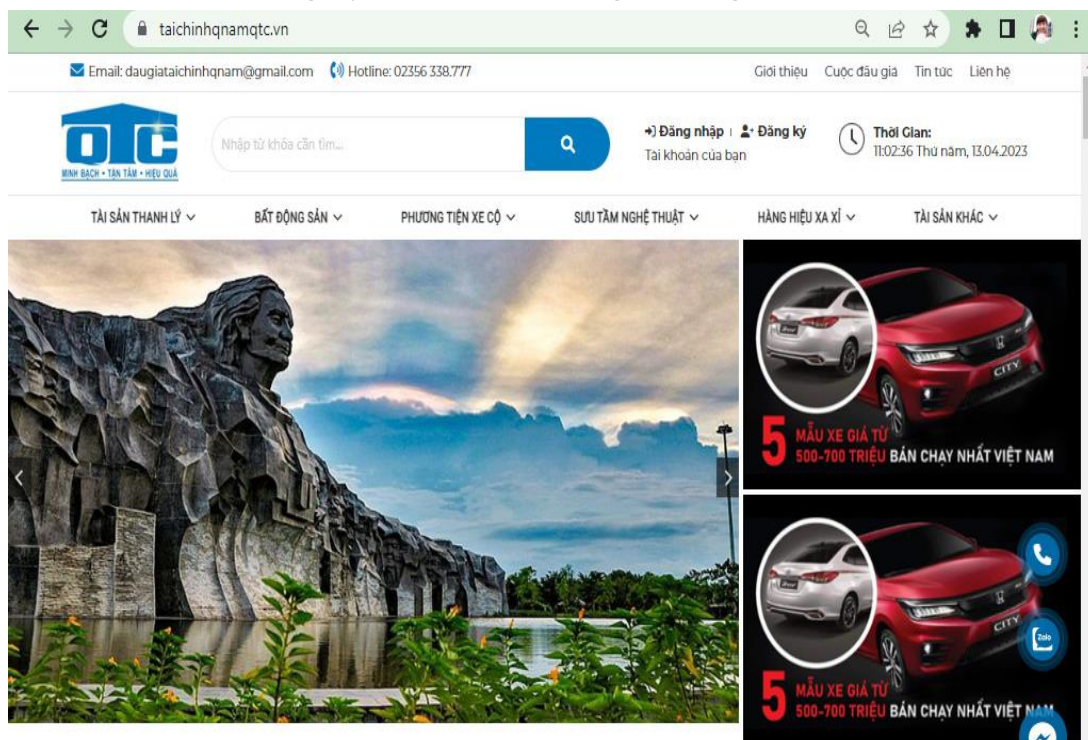 taichinhqnamqtc.vn
Email: daugiataichinhqnam@gmail.com Hotline: 02356 338.777
Giới thiệu Cuộc đấu giá Tin tức Liên hệ
QTC
MINH BẠCH • TẬN TÂM • HIỆU QUẢ
Nhập từ khóa cần tìm...
Đăng nhập | Đăng ký
Tài khoản của bạn
Thời Gian:
11:02:36 Thứ năm, 13.04.2023
TÀI SẢN THANH LÝ BẤT ĐỘNG SẢN PHƯƠNG TIỆN XE CỘ SƯU TẦM NGHỆ THUẬT HÀNG HIỆU XA XỈ TÀI SẢN KHÁC
CITY
5 MẪU XE GIÁ TỪ
500-700 TRIỆU BÁN CHẠY NHẤT VIỆT NAM
CITY
Zalo
5 MẪU XE GIÁ TỪ
500-700 TRIỆU BÁN CHẠY NHẤT VIỆT NAM